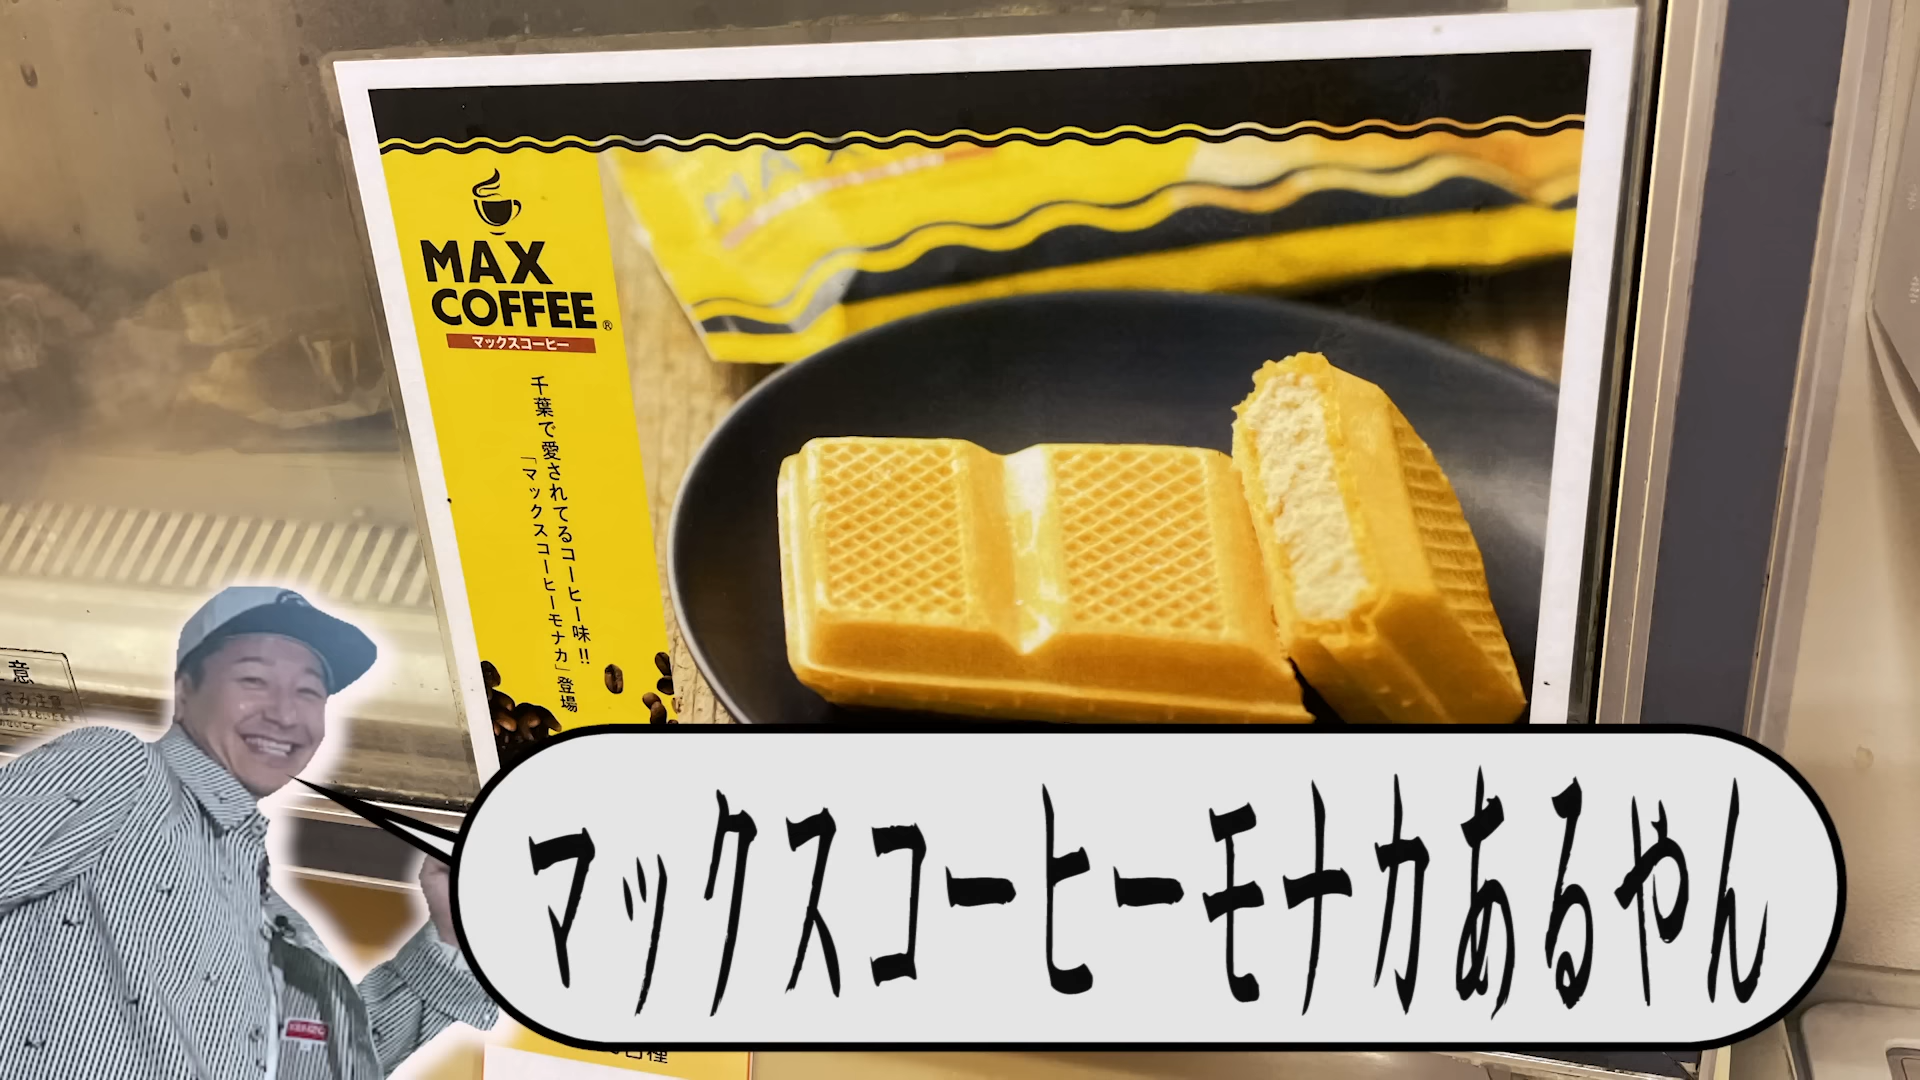 MAX
COFFEE®
マックスコーヒー
千葉で愛されてるコーヒー味!!
「マックスコーヒーモナカ」登場
MAX
意
マックスコーヒーモナカあるやん